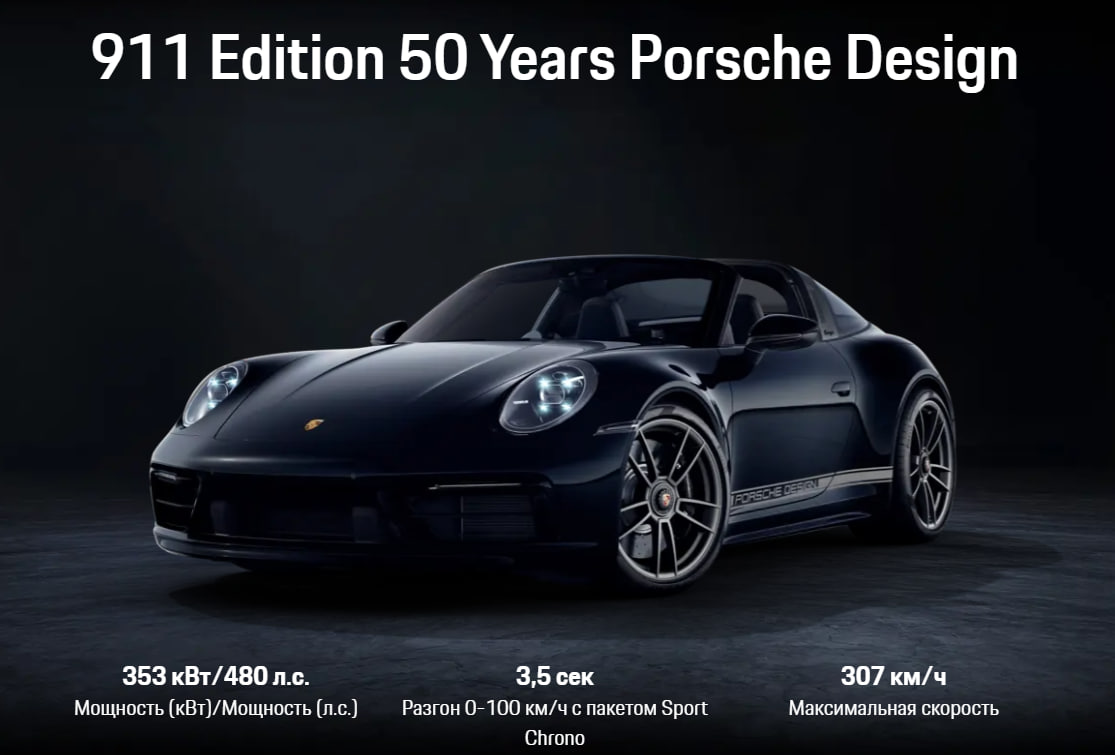 911 Edition 50 Years Porsche Design
PORSCHE DESIGN
353 кВт/480 л.с.
Мощность (кВт)/Мощность (л.с.)
3,5 сек
Разгон 0-100 км/ч с пакетом Sport
Chrono
307 км/ч
Максимальная скорость